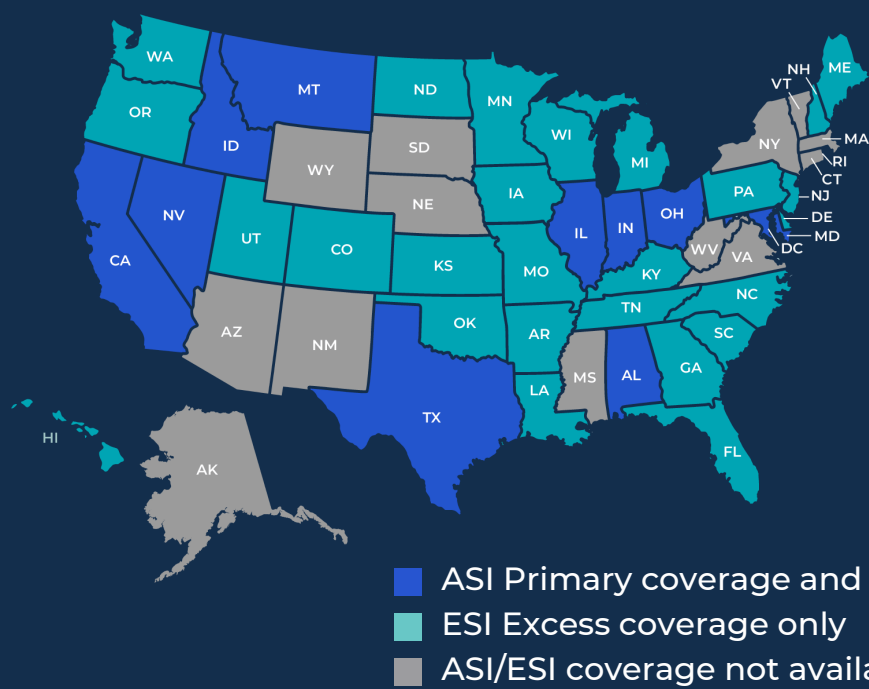 WA
MT
ND
MN
NH
ME
VT
OR
ID
SD
WI
NY
MA
WY
MI
RI
CT
NE
IA
PA
NJ
NV
IL
IN
OH
DE
MD
DC
UT
CO
WV
VA
CA
KS
MO
KY
NC
TN
AZ
NM
OK
AR
SC
MS
AL
GA
LA
TX
FL
HI
AK
ASI Primary coverage and
ESI Excess coverage only
ASI/ESI coverage not availa